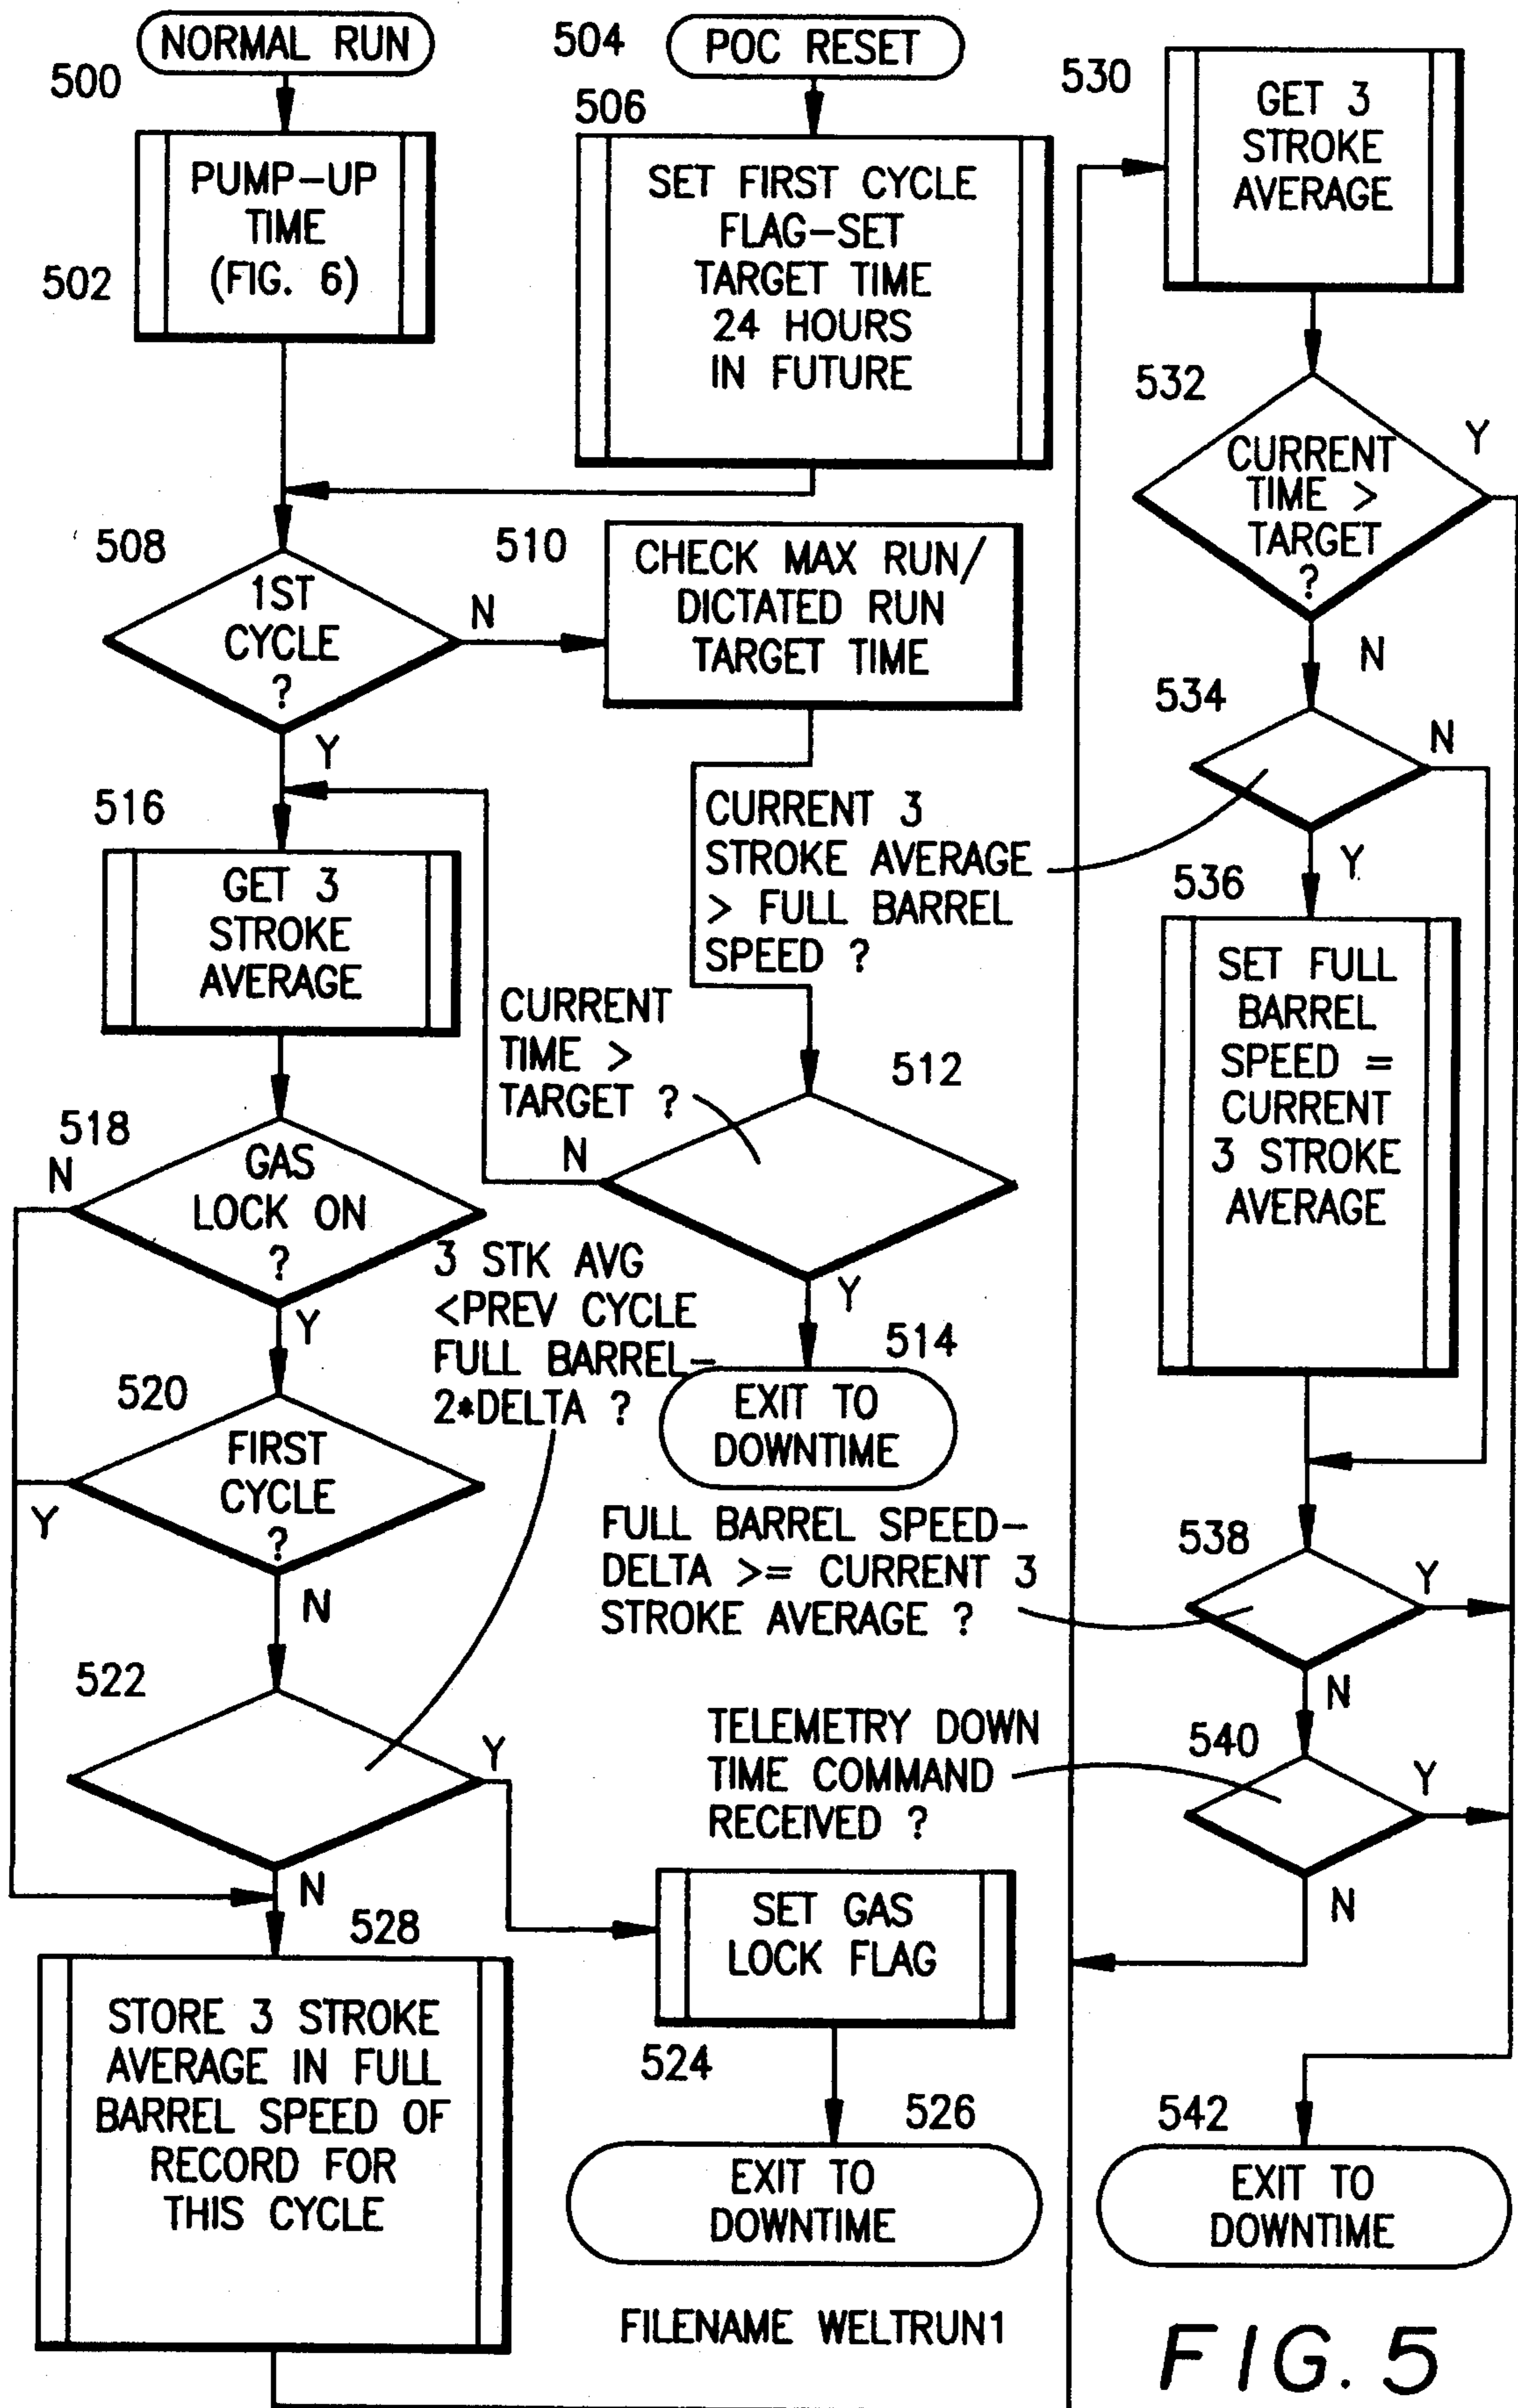 NORMAL RUN
500
PUMP-UP
TIME
(FIG. 6)
502
504
POC RESET
506
SET FIRST CYCLE
FLAG-SET
TARGET TIME
24 HOURS
IN FUTURE
508
1ST
CYCLE
?
N
Y
510
CHECK MAX RUN/
DICTATED RUN
TARGET TIME
CURRENT
TIME >
TARGET ?
512
N
Y
514
EXIT TO
DOWNTIME
516
GET 3
STROKE
AVERAGE
518
N
GAS
LOCK ON
?
Y
520
FIRST
CYCLE
?
Y
N
3 STK AVG
<PREV CYCLE
FULL BARREL-
2*DELTA ?
522
Y
N
524
SET GAS
LOCK FLAG
526
EXIT TO
DOWNTIME
528
STORE 3 STROKE
AVERAGE IN FULL
BARREL SPEED OF
RECORD FOR
THIS CYCLE
530
GET 3
STROKE
AVERAGE
532
CURRENT
TIME >
TARGET
?
Y
N
534
CURRENT 3
STROKE AVERAGE
> FULL BARREL
SPEED ?
N
Y
536
SET FULL
BARREL
SPEED =
CURRENT
3 STROKE
AVERAGE
538
FULL BARREL SPEED-
DELTA >= CURRENT 3
STROKE AVERAGE ?
Y
N
540
TELEMETRY DOWN
TIME COMMAND
RECEIVED ?
Y
N
542
EXIT TO
DOWNTIME
FILENAME WELTRUN1
FIG. 5